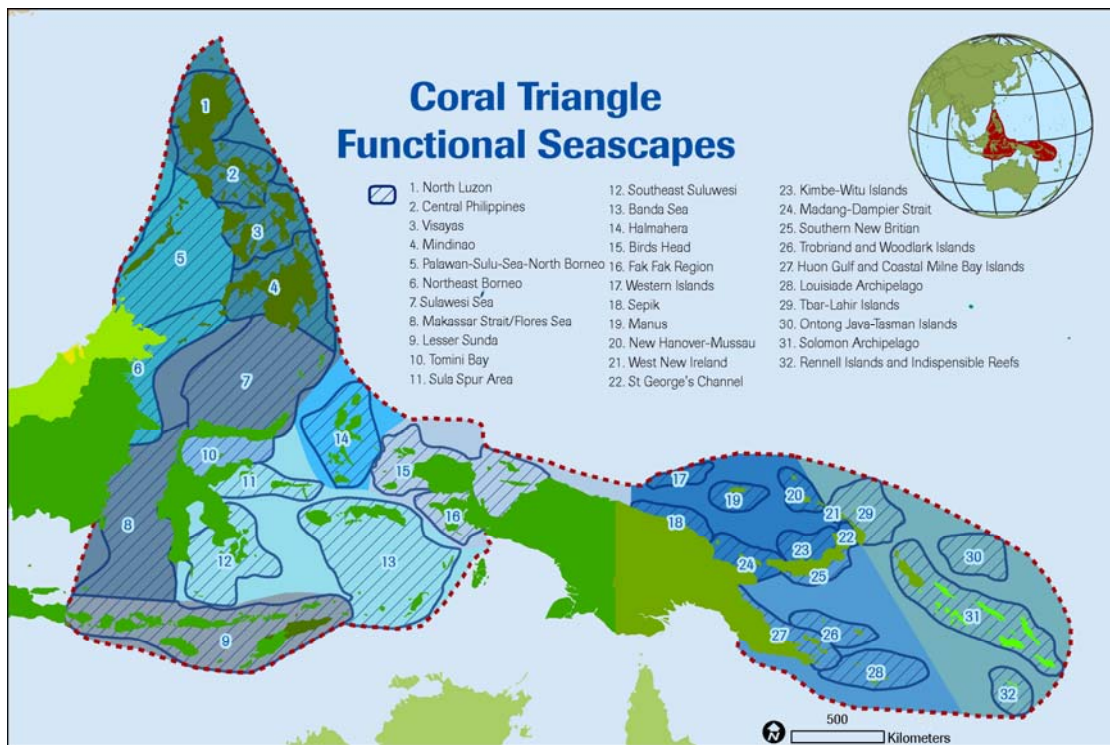 Coral Triangle
Functional Seascapes
1. North Luzon
2. Central Philippines
3. Visayas
4. Mindinao
5. Palawan-Sulu-Sea-North Borneo
6. Northeast Borneo
7. Sulawesi Sea
8. Makassar Strait/Flores Sea
9. Lesser Sunda
10. Tomini Bay
11. Sula Spur Area
12. Southeast Suluwesi
13. Banda Sea
14. Halmahera
15. Birds Head
16. Fak Fak Region
17. Western Islands
18. Sepik
19. Manus
20. New Hanover-Mussau
21. West New Ireland
22. St George's Channel
23. Kimbe-Witu Islands
24. Madang-Dampier Strait
25. Southern New Britian
26. Trobriand and Woodlark Islands
27. Huon Gulf and Coastal Milne Bay Islands
28. Louisiade Archipelago
29. Tbar-Lahir Islands
30. Ontong Java-Tasman Islands
31. Solomon Archipelago
32. Rennell Islands and Indispensible Reefs
1
2
3
4
5
6
7
8
9
10
11
12
13
14
15
16
17
18
19
20
21
22
23
24
25
26
27
28
29
30
31
32
N
500
Kilometers